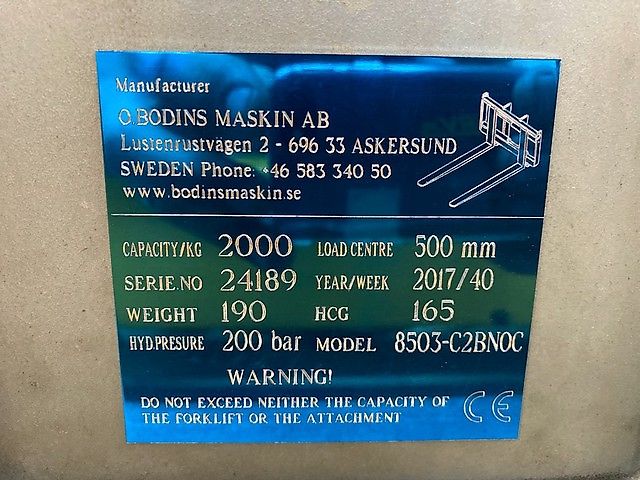 Manufacturer
O.BODINS MASKIN AB
Lustenrustvägen 2 - 696 33 ASKERSUND
SWEDEN Phone: +46 583 340 50
www.bodinsmaskin.se
CAPACITY/KG 2000 LOAD CENTRE 500 mm
SERIE.NO 24189 YEAR/WEEK 2017/40
WEIGHT 190 HCG 165
HYD.PRESURE 200 bar MODEL 8503-C2BNOC
WARNING!
DO NOT EXCEED NEITHER THE CAPACITY OF
THE FORKLIFT OR THE ATTACHMENT
CE